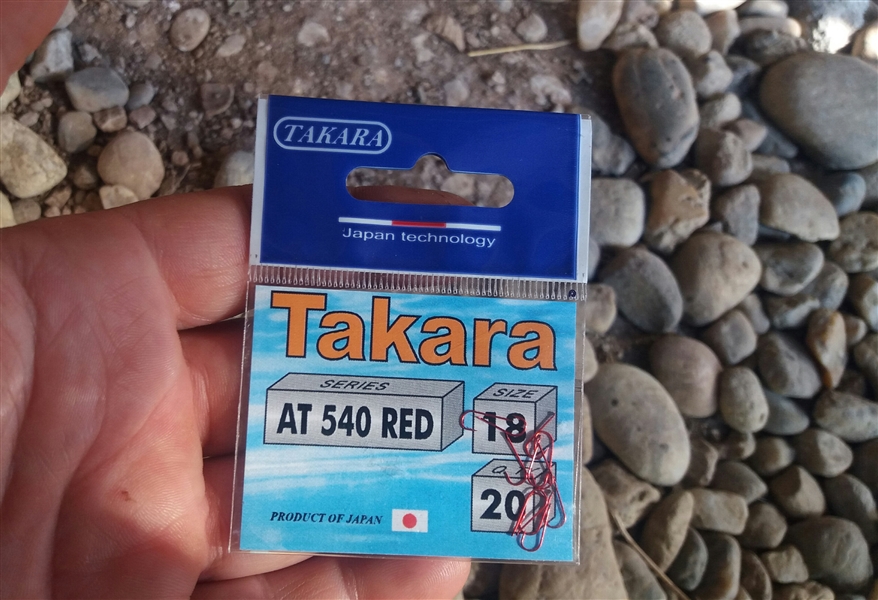 TAKARA
Japan technology
Takara
SERIES
AT 540 RED
SIZE
18
20
PRODUCT OF JAPAN